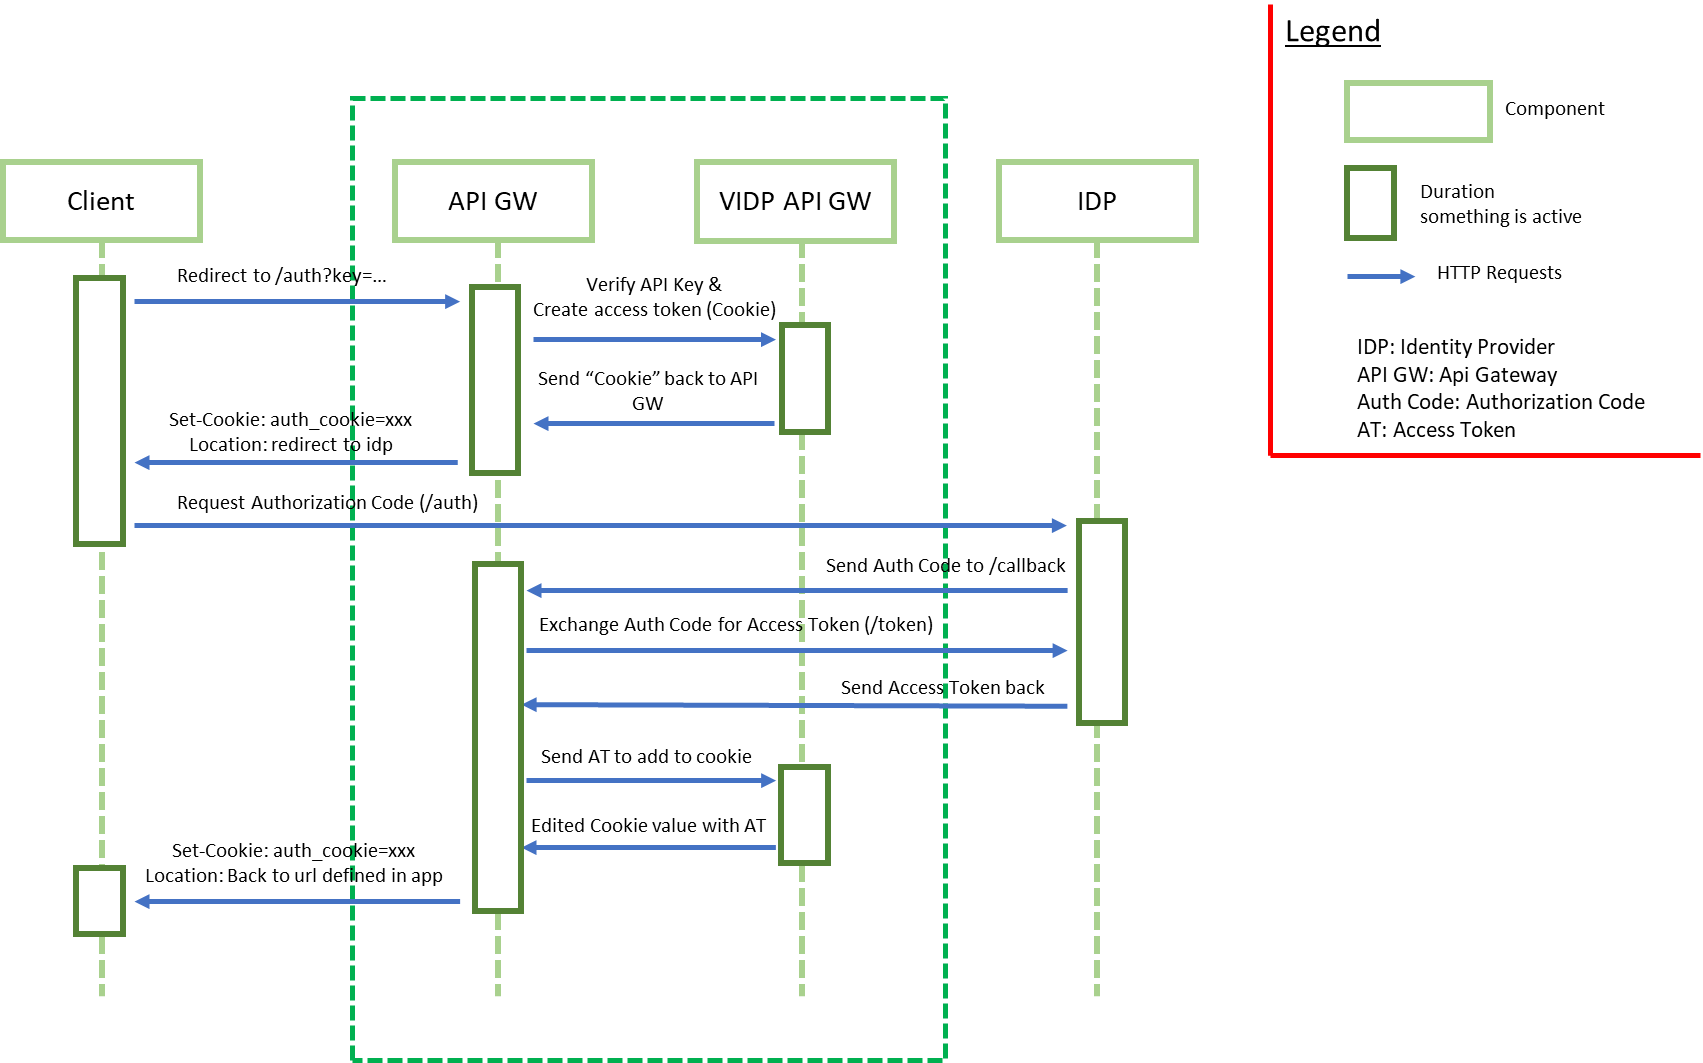 Legend
Component
Duration
something is active
HTTP Requests
IDP: Identity Provider
API GW: Api Gateway
Auth Code: Authorization Code
AT: Access Token
Client
API GW
VIDP API GW
IDP
Redirect to /auth?key=...
Verify API Key &
Create access token (Cookie)
Send “Cookie” back to API
GW
Set-Cookie: auth_cookie=xxx
Location: redirect to idp
Request Authorization Code (/auth)
Send Auth Code to /callback
Exchange Auth Code for Access Token (/token)
Send Access Token back
Send AT to add to cookie
Edited Cookie value with AT
Set-Cookie: auth_cookie=xxx
Location: Back to url defined in app